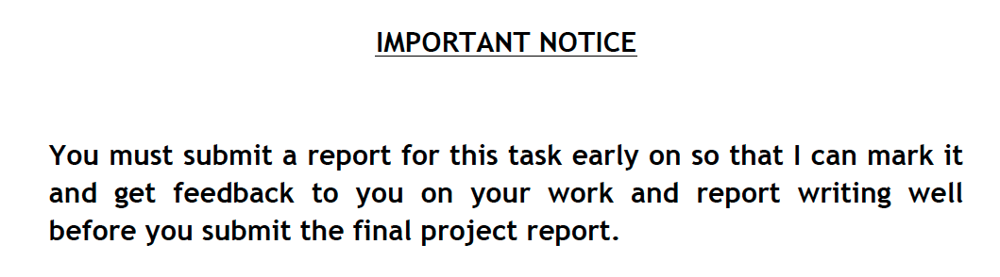 IMPORTANT NOTICE
You must submit a report for this task early on so that I can mark it
and get feedback to you on your work and report writing well
before you submit the final project report.